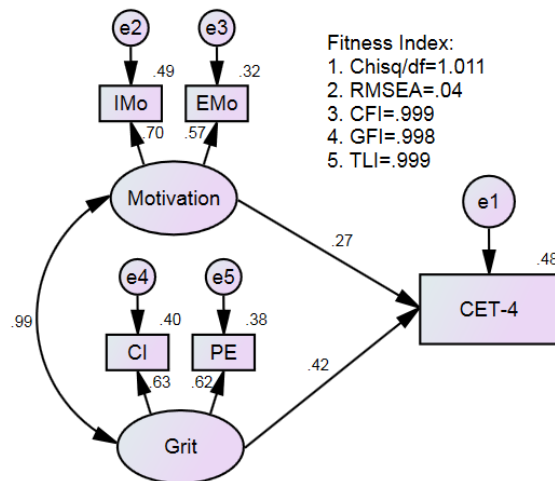 e2
e3
.49
.32
IMo
EMo
.70
.57
Fitness Index:
1. Chisq/df=1.011
2. RMSEA=.04
3. CFI=.999
4. GFI=.998
5. TLI=.999
Motivation
e1
.27
.48
CET-4
e4
e5
.99
.40
.38
CI
PE
.63
.62
.42
Grit